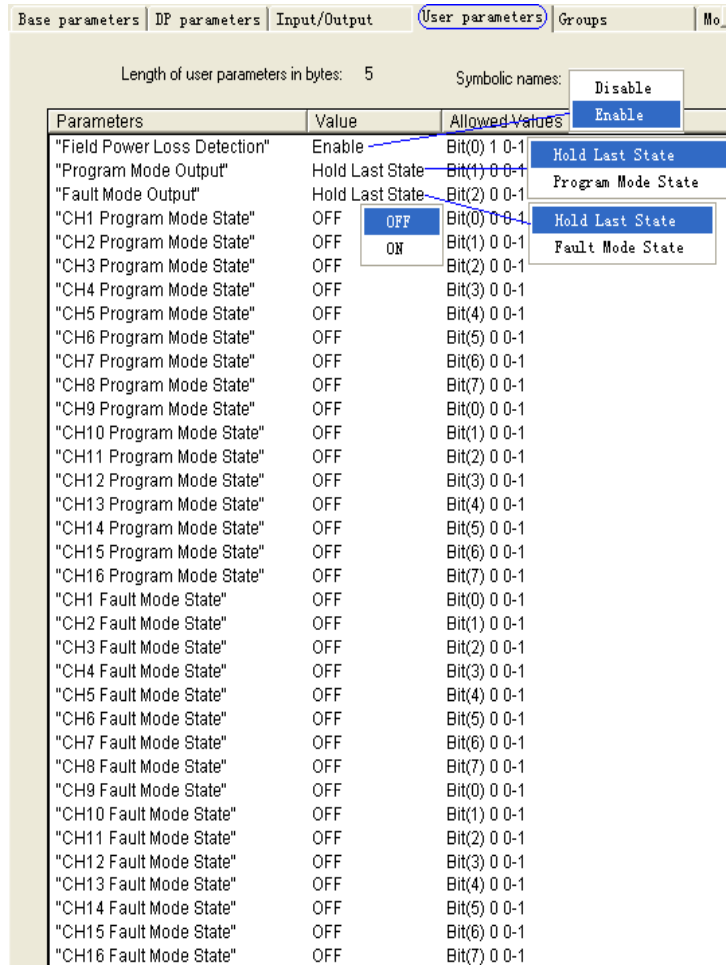 Base parameters DP parameters Input/Output User parameters Groups Mo_
Length of user parameters in bytes: 5 Symbolic names:
Disable
Enable
Parameters Value Allowed Values
"Field Power Loss Detection" Enable Bit(0) 1 0-1
"Program Mode Output" Hold Last State Bit(1) 0 0-1
"Fault Mode Output" Hold Last State Bit(2) 0 0-1
Hold Last State
Program Mode State
Hold Last State
Fault Mode State
OFF
ON
"CH1 Program Mode State" OFF Bit(0) 0 0-1
"CH2 Program Mode State" OFF Bit(1) 0 0-1
"CH3 Program Mode State" OFF Bit(2) 0 0-1
"CH4 Program Mode State" OFF Bit(3) 0 0-1
"CH5 Program Mode State" OFF Bit(4) 0 0-1
"CH6 Program Mode State" OFF Bit(5) 0 0-1
"CH7 Program Mode State" OFF Bit(6) 0 0-1
"CH8 Program Mode State" OFF Bit(7) 0 0-1
"CH9 Program Mode State" OFF Bit(0) 0 0-1
"CH10 Program Mode State" OFF Bit(1) 0 0-1
"CH11 Program Mode State" OFF Bit(2) 0 0-1
"CH12 Program Mode State" OFF Bit(3) 0 0-1
"CH13 Program Mode State" OFF Bit(4) 0 0-1
"CH14 Program Mode State" OFF Bit(5) 0 0-1
"CH15 Program Mode State" OFF Bit(6) 0 0-1
"CH16 Program Mode State" OFF Bit(7) 0 0-1
"CH1 Fault Mode State" OFF Bit(0) 0 0-1
"CH2 Fault Mode State" OFF Bit(1) 0 0-1
"CH3 Fault Mode State" OFF Bit(2) 0 0-1
"CH4 Fault Mode State" OFF Bit(3) 0 0-1
"CH5 Fault Mode State" OFF Bit(4) 0 0-1
"CH6 Fault Mode State" OFF Bit(5) 0 0-1
"CH7 Fault Mode State" OFF Bit(6) 0 0-1
"CH8 Fault Mode State" OFF Bit(7) 0 0-1
"CH9 Fault Mode State" OFF Bit(0) 0 0-1
"CH10 Fault Mode State" OFF Bit(1) 0 0-1
"CH11 Fault Mode State" OFF Bit(2) 0 0-1
"CH12 Fault Mode State" OFF Bit(3) 0 0-1
"CH13 Fault Mode State" OFF Bit(4) 0 0-1
"CH14 Fault Mode State" OFF Bit(5) 0 0-1
"CH15 Fault Mode State" OFF Bit(6) 0 0-1
"CH16 Fault Mode State" OFF Bit(7) 0 0-1